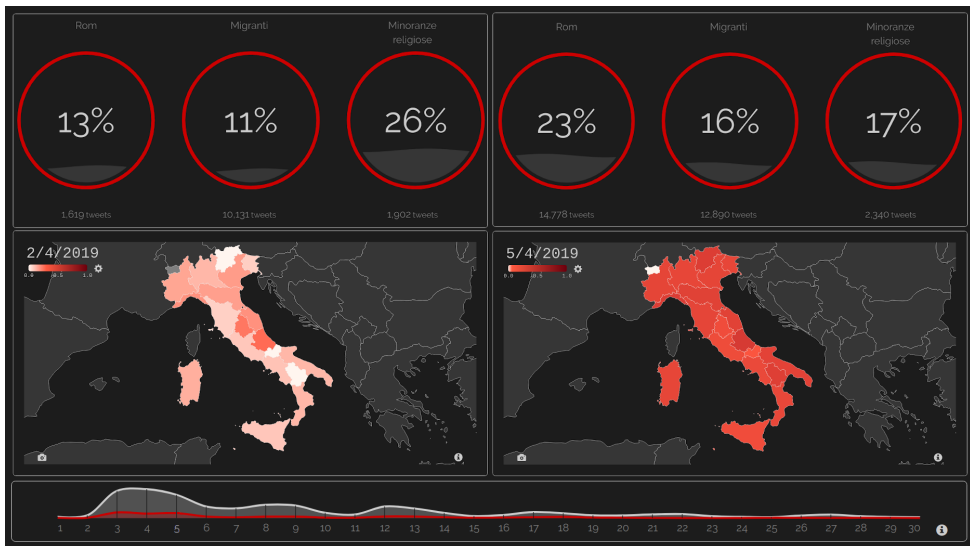 Rom
Migranti
Minoranze
religiose
13%
11%
26%
1,619 tweets
10,131 tweets
1,902 tweets
Rom
Migranti
Minoranze
religiose
23%
16%
17%
14,778 tweets
12,890 tweets
2,340 tweets
2/4/2019
0.0 0.5 1.0
5/4/2019
0.0 0.5 1.0
1 2 3 4 5 6 7 8 9 10 11 12 13 14 15 16 17 18 19 20 21 22 23 24 25 26 27 28 29 30